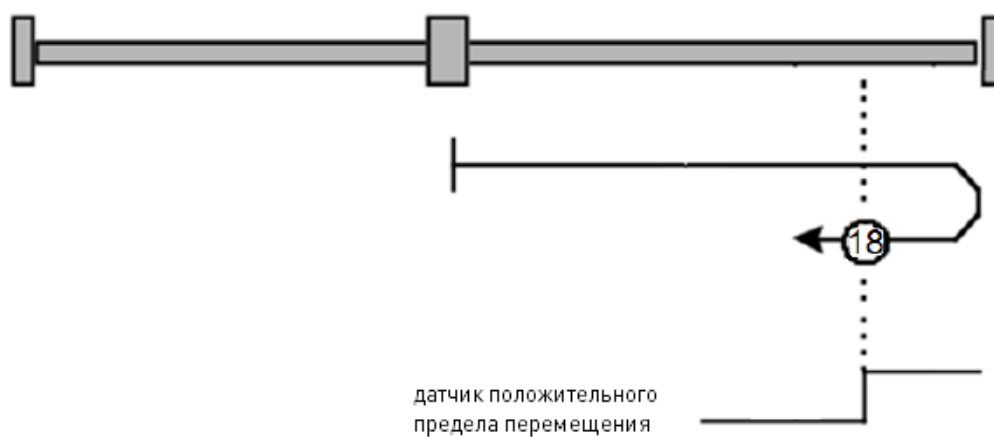 18
датчик положительного
предела перемещения